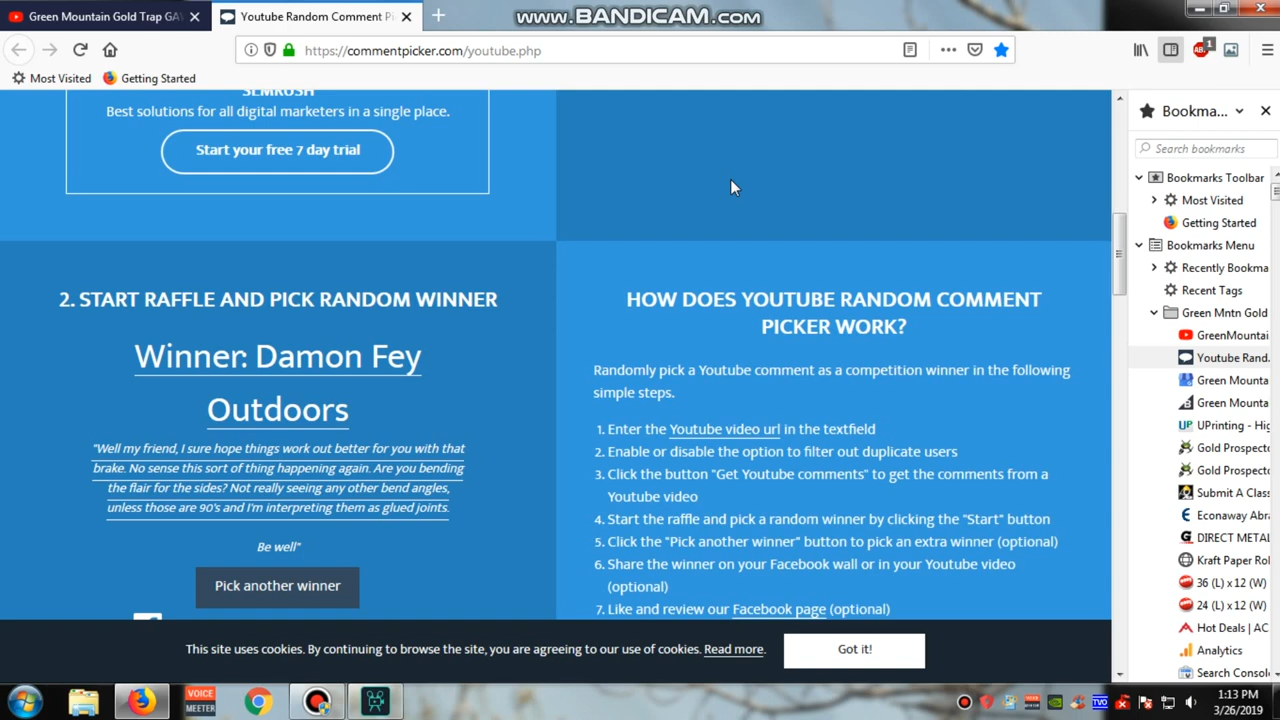 www.BANDICAM.com
Green Mountain Gold Trap GA
Youtube Random Comment Pi
https://commentpicker.com/youtube.php
Most Visited
Getting Started
SEMRUSH
Best solutions for all digital marketers in a single place.
Start your free 7 day trial
2. START RAFFLE AND PICK RANDOM WINNER
Winner: Damon Fey
Outdoors
"Well my friend, I sure hope things work out better for you with that
brake. No sense this sort of thing happening again. Are you bending
the flair for the sides? Not really seeing any other bend angles,
unless those are 90's and I'm interpreting them as glued joints.
Be well"
Pick another winner
HOW DOES YOUTUBE RANDOM COMMENT
PICKER WORK?
Randomly pick a Youtube comment as a competition winner in the following
simple steps.
1. Enter the Youtube video url in the textfield
2. Enable or disable the option to filter out duplicate users
3. Click the button "Get Youtube comments" to get the comments from a
Youtube video
4. Start the raffle and pick a random winner by clicking the "Start" button
5. Click the "Pick another winner" button to pick an extra winner (optional)
6. Share the winner on your Facebook wall or in your Youtube video
(optional)
7. Like and review our Facebook page (optional)
This site uses cookies. By continuing to browse the site, you are agreeing to our use of cookies. Read more.
Got it!
Bookma...
Search bookmarks
Bookmarks Toolbar
Most Visited
Getting Started
Bookmarks Menu
Recently Bookma
Recent Tags
Green Mntn Gold
GreenMountai
Youtube Rand.
Green Mounta
Green Mounta
UPrinting - Hig
Gold Prospecto
Gold Prospecto
Submit A Class
Econaway Abra
DIRECT METAL
Kraft Paper Rol
36 (L) x 12 (W)
24 (L) x 12 (W)
Hot Deals | AC
Analytics
Search Consol
VOICE
MEETER
TVO
1:13 PM
3/26/2019